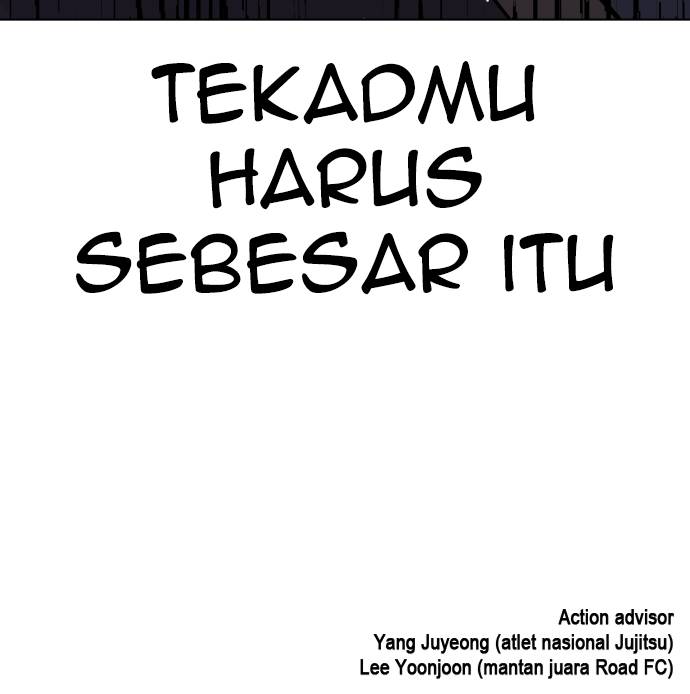 TEKADMU
HARUS
SEBESAR ITU
Action advisor
Yang Juyeong (atlet nasional Jujitsu)
Lee Yoonjoon (mantan juara Road FC)